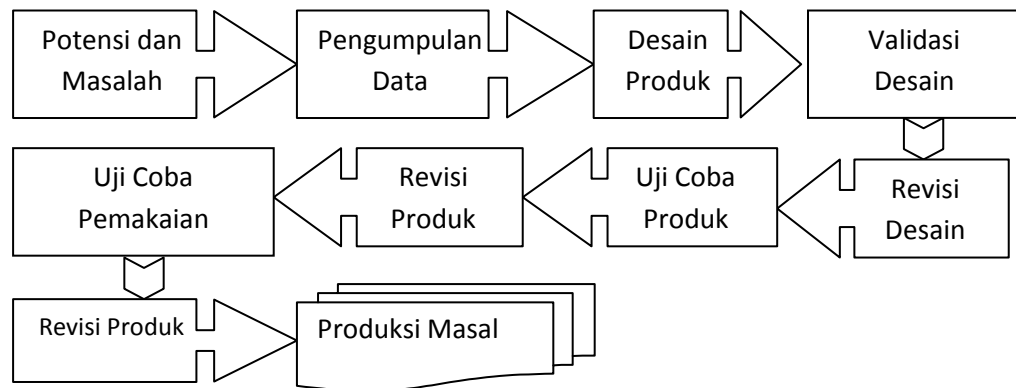 Potensi dan
Masalah
Pengumpulan
Data
Desain
Produk
Validasi
Desain
Revisi
Desain
Uji Coba
Produk
Revisi
Produk
Uji Coba
Pemakaian
Revisi Produk
Produksi Masal